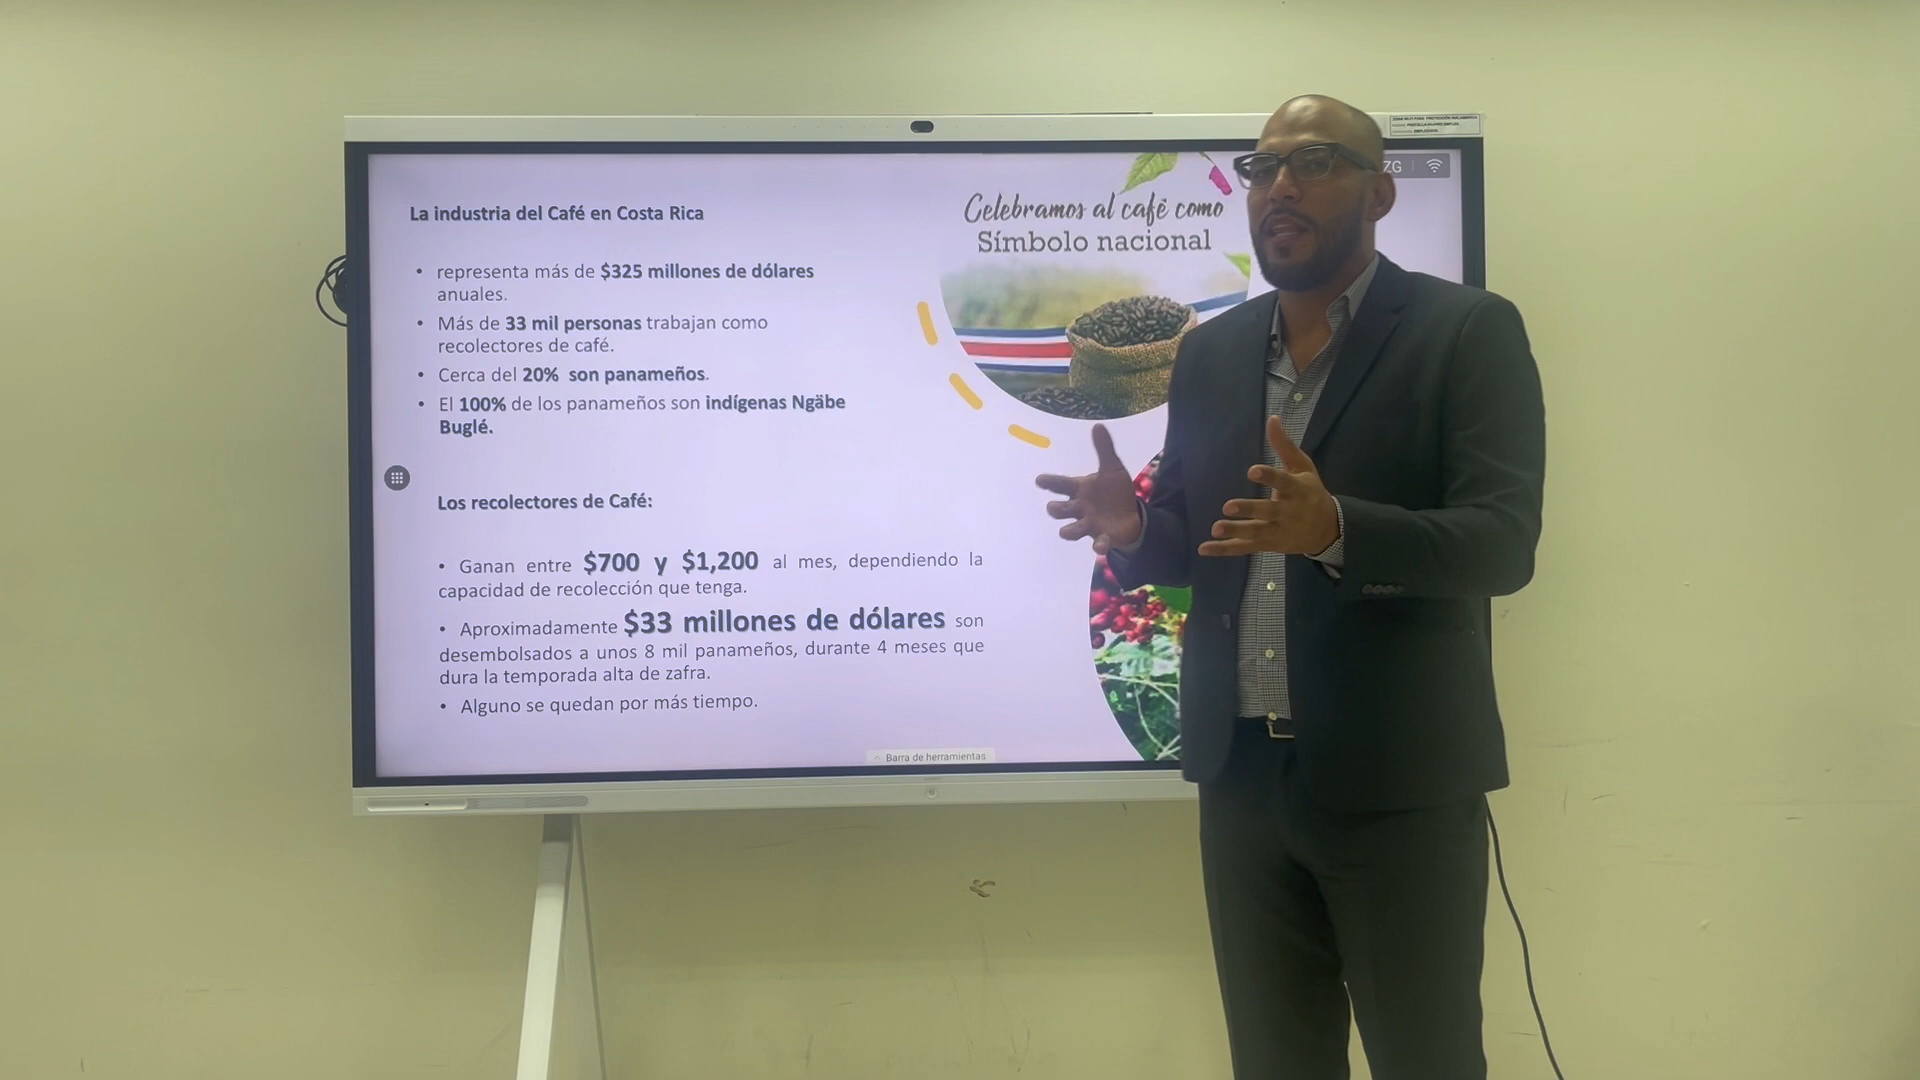 La industria del Café en Costa Rica
• representa más de $325 millones de dólares
anuales.
• Más de 33 mil personas trabajan como
recolectores de café.
• Cerca del 20% son panameños.
• El 100% de los panameños son indígenas Ngäbe
Buglé.
Los recolectores de Café:
• Ganan entre $700 y $1,200 al mes, dependiendo la
capacidad de recolección que tenga.
• Aproximadamente $33 millones de dólares son
desembolsados a unos 8 mil panameños, durante 4 meses que
dura la temporada alta de zafra.
• Alguno se quedan por más tiempo.
Celebramos al café como
Símbolo nacional
ZG
Barra de herramientas